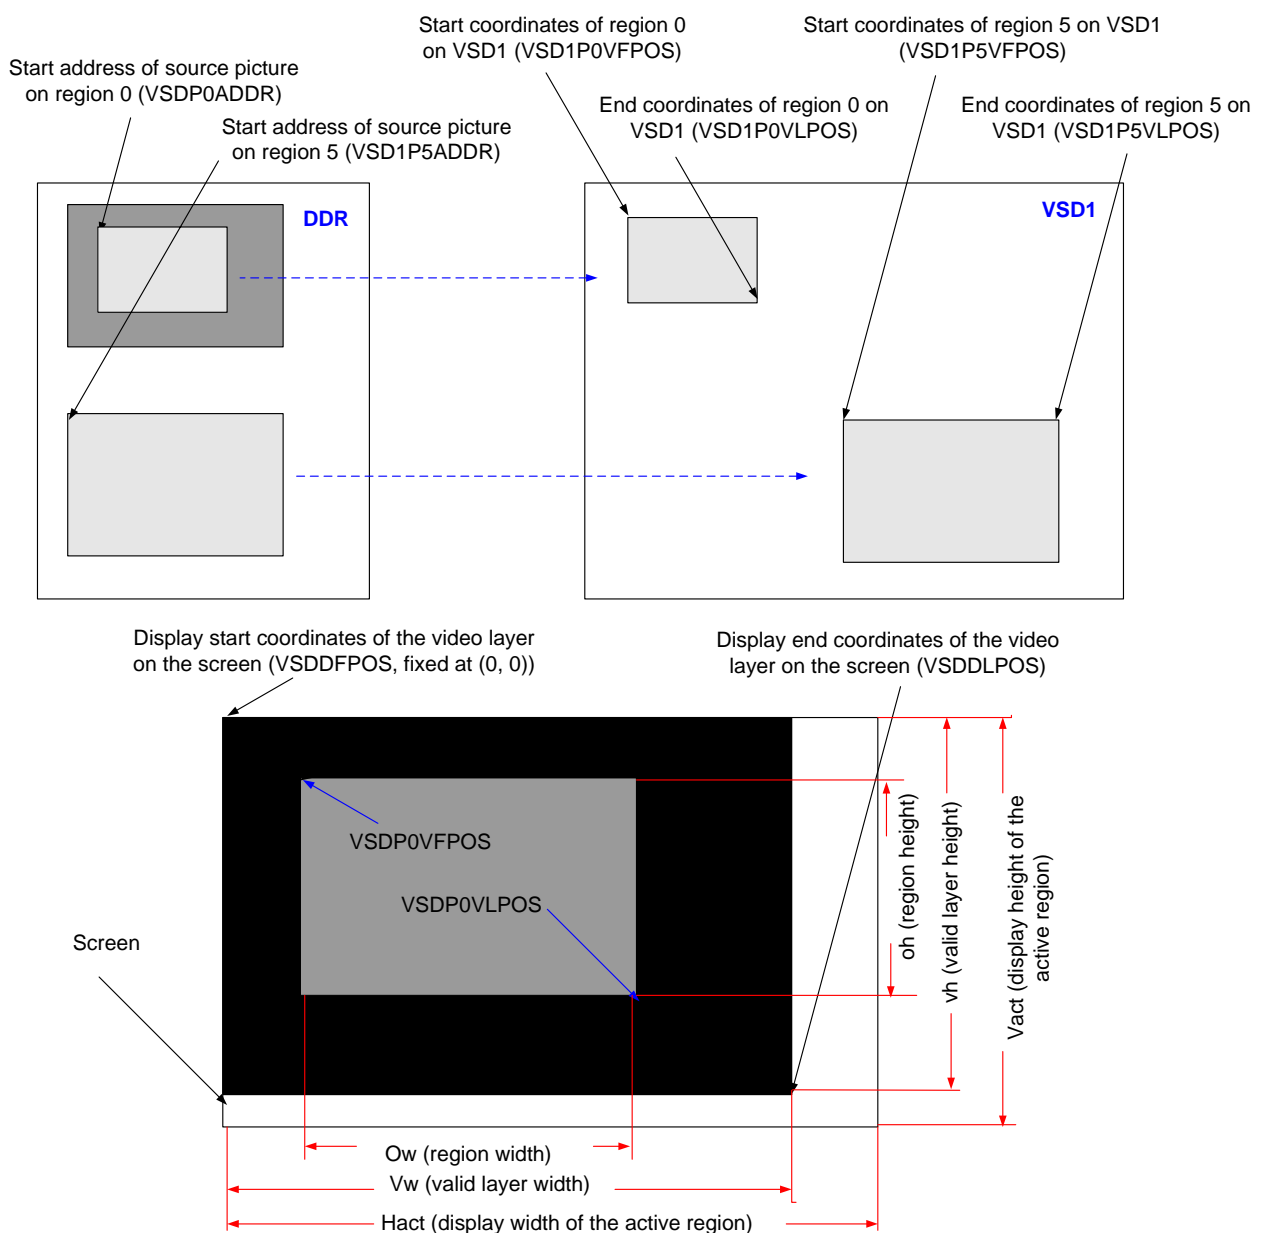 Start coordinates of region 0
on VSD1 (VSD1P0VFPOS)
Start coordinates of region 5 on VSD1
(VSD1P5VFPOS)
Start address of source picture
on region 0 (VSDP0ADDR)
End coordinates of region 0 on
VSD1 (VSD1P0VLPOS)
End coordinates of region 5 on
VSD1 (VSD1P5VLPOS)
Start address of source picture
on region 5 (VSD1P5ADDR)
DDR
VSD1
Display start coordinates of the video layer
on the screen (VSDDFPOS, fixed at (0, 0))
Display end coordinates of the video
layer on the screen (VSDDLPOS)
VSDP0VFPOS
VSDP0VLPOS
Screen
oh (region height)
vh (valid layer height)
Vact (display height of the
active region)
Ow (region width)
Vw (valid layer width)
Hact (display width of the active region)